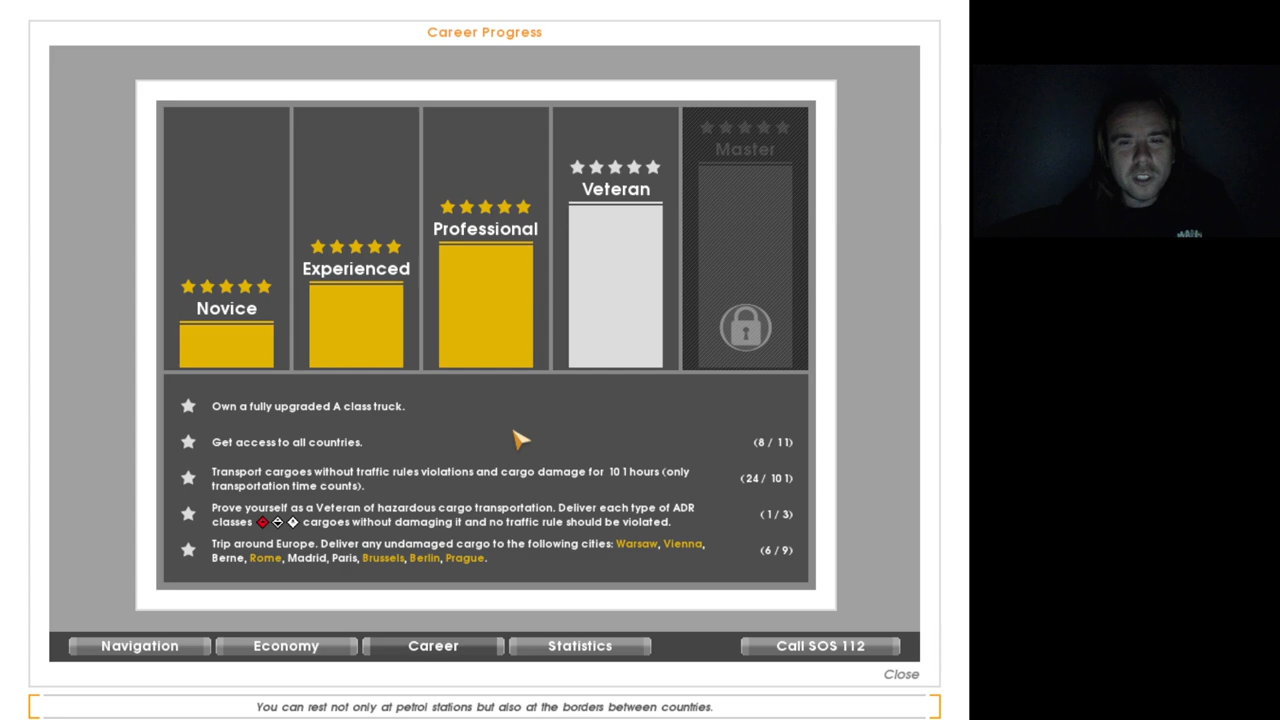 Career Progress
Master
Veteran
Professional
Experienced
Novice
Own a fully upgraded A class truck.
Get access to all countries. (8 / 11)
Transport cargoes without traffic rules violations and cargo damage for 101 hours (only
transportation time counts). (24 / 101)
Prove yourself as a Veteran of hazardous cargo transportation. Deliver each type of ADR
classes cargoes without damaging it and no traffic rule should be violated. (1 / 3)
Trip around Europe. Deliver any undamaged cargo to the following cities: Warsaw, Vienna,
Berne, Rome, Madrid, Paris, Brussels, Berlin, Prague. (6 / 9)
Navigation Economy Career Statistics Call SOS 112
Close
You can rest not only at petrol stations but also at the borders between countries.